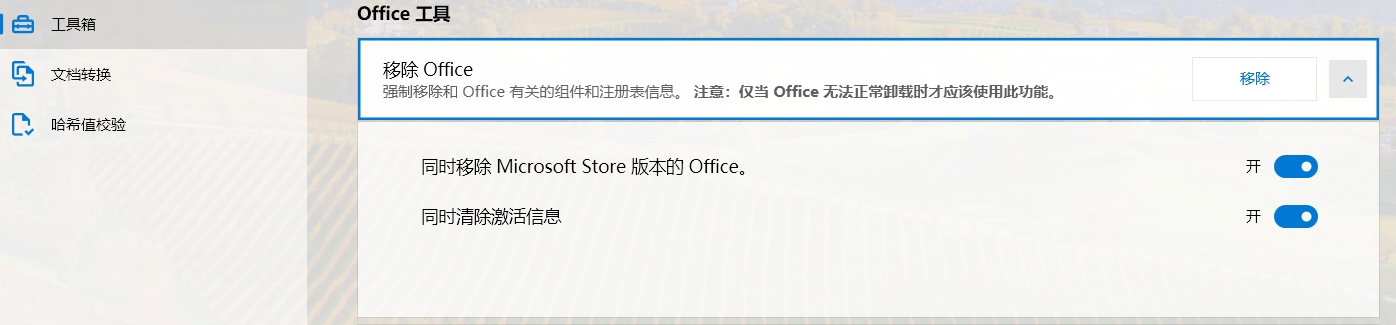 Office 工具
工具箱
移除 Office
移除
文档转换
强制移除和 Office 有关的组件和注册表信息。 注意：仅当 Office 无法正常卸载时才应该使用此功能。
哈希值校验
同时移除 Microsoft Store 版本的 Office。
开
同时清除激活信息
开